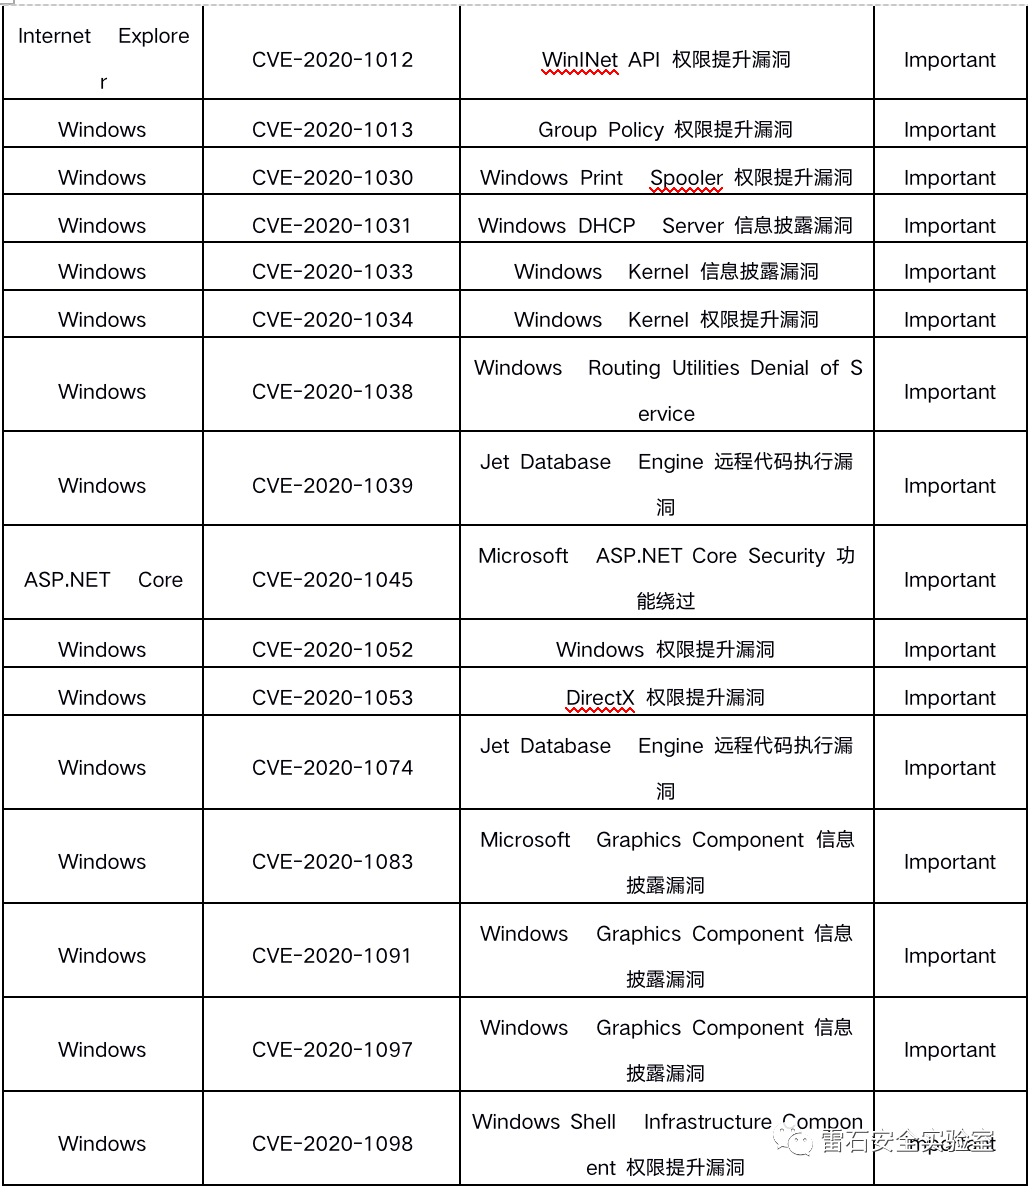 Internet Explore
r
CVE-2020-1012
WinINet API 权限提升漏洞
Important
Windows
CVE-2020-1013
Group Policy 权限提升漏洞
Important
Windows
CVE-2020-1030
Windows Print Spooler 权限提升漏洞
Important
Windows
CVE-2020-1031
Windows DHCP Server 信息披露漏洞
Important
Windows
CVE-2020-1033
Windows Kernel 信息披露漏洞
Important
Windows
CVE-2020-1034
Windows Kernel 权限提升漏洞
Important
Windows
CVE-2020-1038
Windows Routing Utilities Denial of S
ervice
Important
Windows
CVE-2020-1039
Jet Database Engine 远程代码执行漏
洞
Important
ASP.NET Core
CVE-2020-1045
Microsoft ASP.NET Core Security 功
能绕过
Important
Windows
CVE-2020-1052
Windows 权限提升漏洞
Important
Windows
CVE-2020-1053
DirectX 权限提升漏洞
Important
Windows
CVE-2020-1074
Jet Database Engine 远程代码执行漏
洞
Important
Windows
CVE-2020-1083
Microsoft Graphics Component 信息
披露漏洞
Important
Windows
CVE-2020-1091
Windows Graphics Component 信息
披露漏洞
Important
Windows
CVE-2020-1097
Windows Graphics Component 信息
披露漏洞
Important
Windows
CVE-2020-1098
Windows Shell Infrastructure Compon
ent 权限提升漏洞
Important
雷石安全实验室